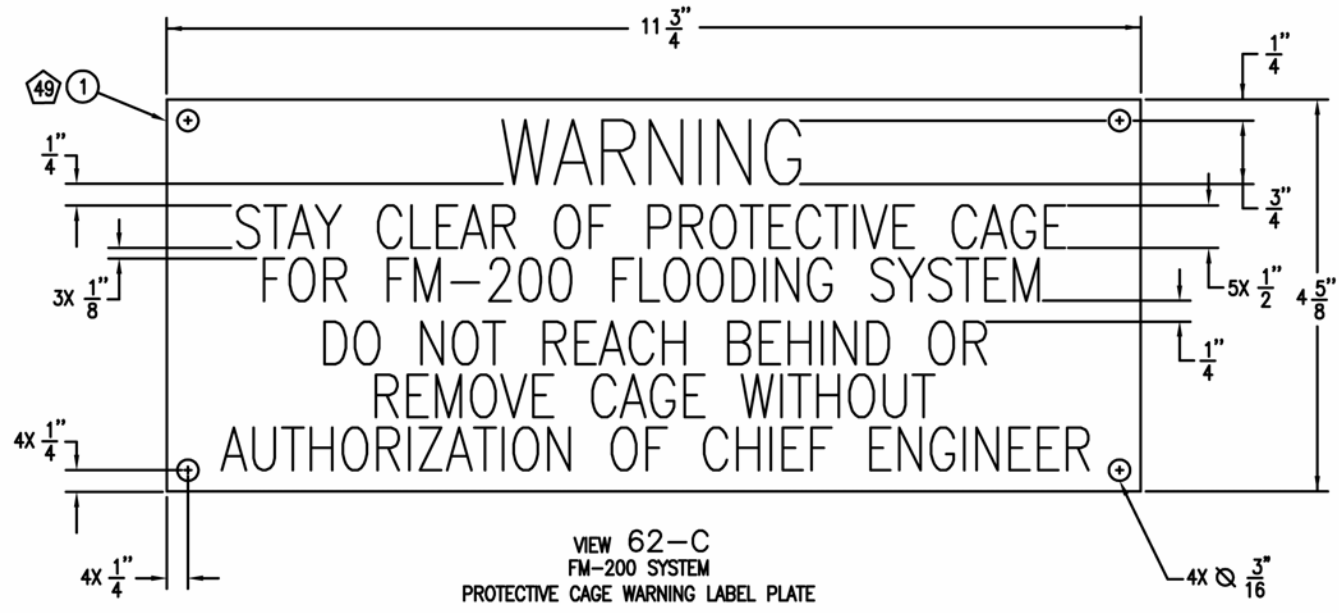 11 3/4"
1/4"
49 1
WARNING
1/4"
3/4"
STAY CLEAR OF PROTECTIVE CAGE
FOR FM-200 FLOODING SYSTEM
3X 1/8"
5X 1/2"
4 5/8"
DO NOT REACH BEHIND OR
1/4"
REMOVE CAGE WITHOUT
4X 1/4"
AUTHORIZATION OF CHIEF ENGINEER
VIEW 62-C
FM-200 SYSTEM
PROTECTIVE CAGE WARNING LABEL PLATE
4X 1/4"
4X Ø 3/16"